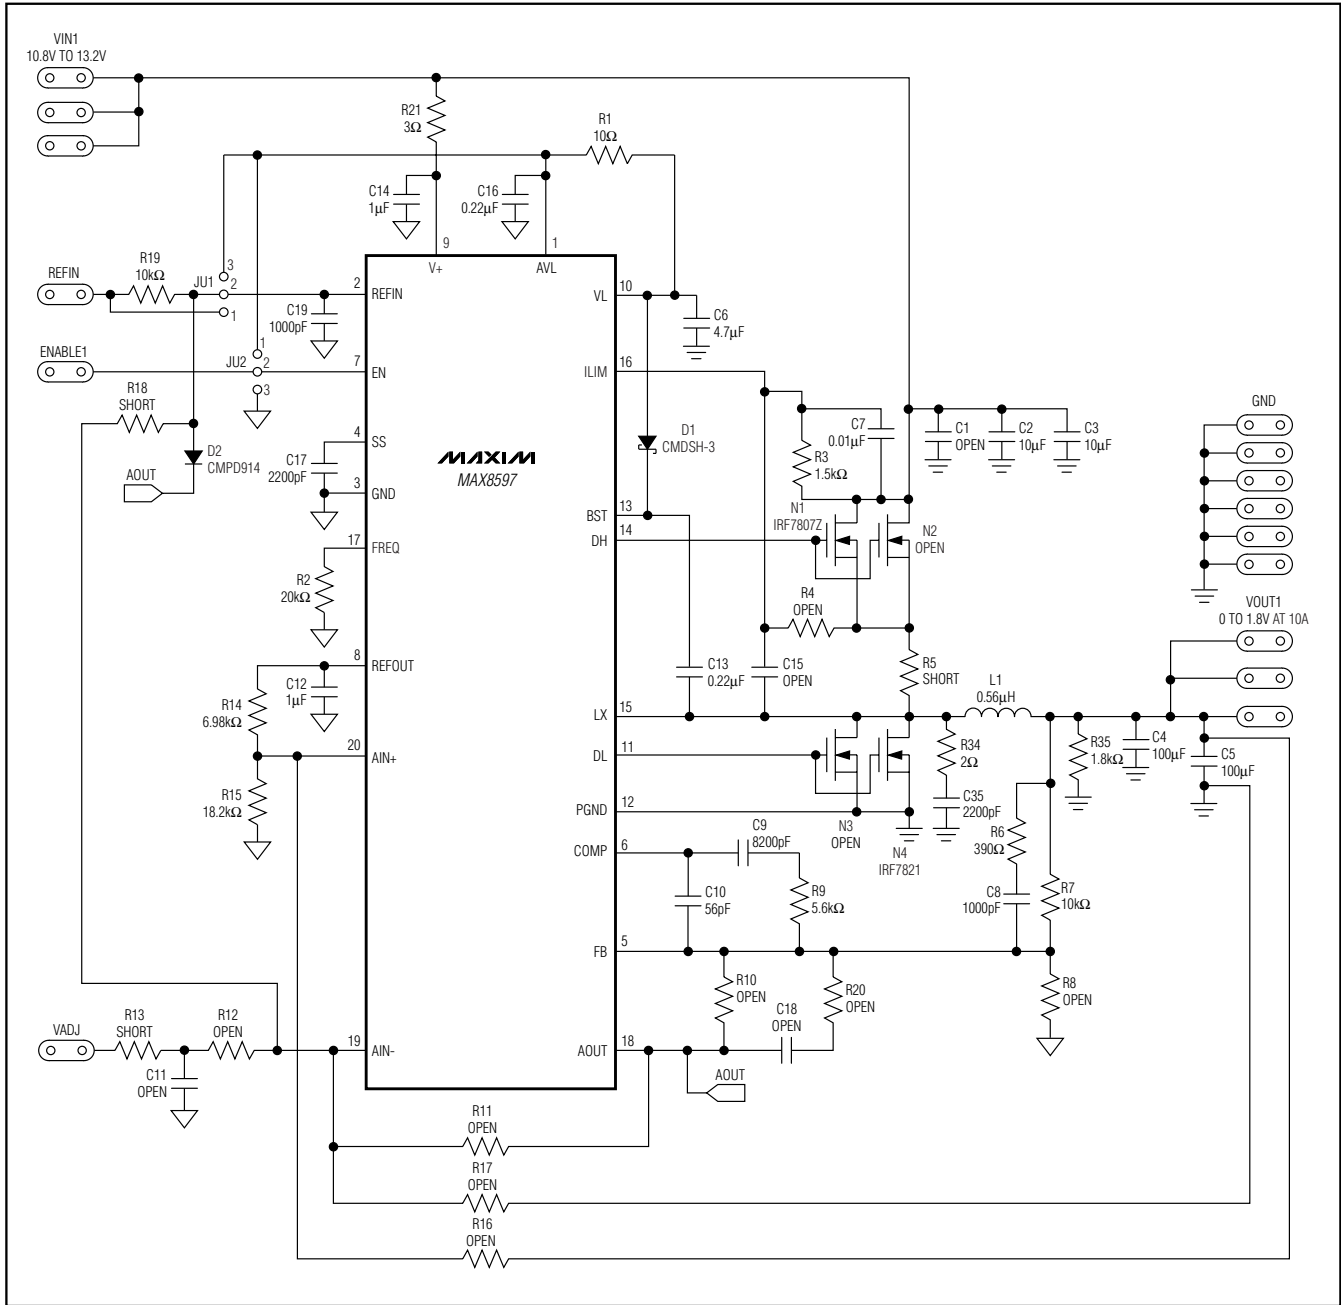 VIN1
10.8V TO 13.2V
R21
3Ω
R1
10Ω
C14
1µF
C16
0.22µF
9
1
V+
AVL
REFIN
R19
10kΩ
JU1
3
2
1
2
REFIN
C19
1000pF
10
VL
C6
4.7µF
ENABLE1
JU2
1
2
3
7
EN
16
ILIM
R18
SHORT
D2
CMPD914
AOUT
4
SS
C17
2200pF
3
GND
MAXIM
MAX8597
D1
CMDSH-3
R3
1.5kΩ
C7
0.01µF
C1
OPEN
C2
10µF
C3
10µF
GND
13
BST
14
DH
N1
IRF7807Z
N2
OPEN
17
FREQ
R2
20kΩ
R4
OPEN
VOUT1
0 TO 1.8V AT 10A
8
REFOUT
C12
1µF
R14
6.98kΩ
C13
0.22µF
C15
OPEN
R5
SHORT
L1
0.56µH
15
LX
20
AIN+
11
DL
R34
2Ω
R35
1.8kΩ
C4
100µF
C5
100µF
R15
18.2kΩ
12
PGND
C35
2200pF
N3
OPEN
N4
IRF7821
6
COMP
C9
8200pF
R6
390Ω
C10
56pF
R9
5.6kΩ
C8
1000pF
R7
10kΩ
5
FB
R10
OPEN
R20
OPEN
C18
OPEN
R8
OPEN
VADJ
R13
SHORT
R12
OPEN
C11
OPEN
19
AIN-
18
AOUT
AOUT
R11
OPEN
R17
OPEN
R16
OPEN